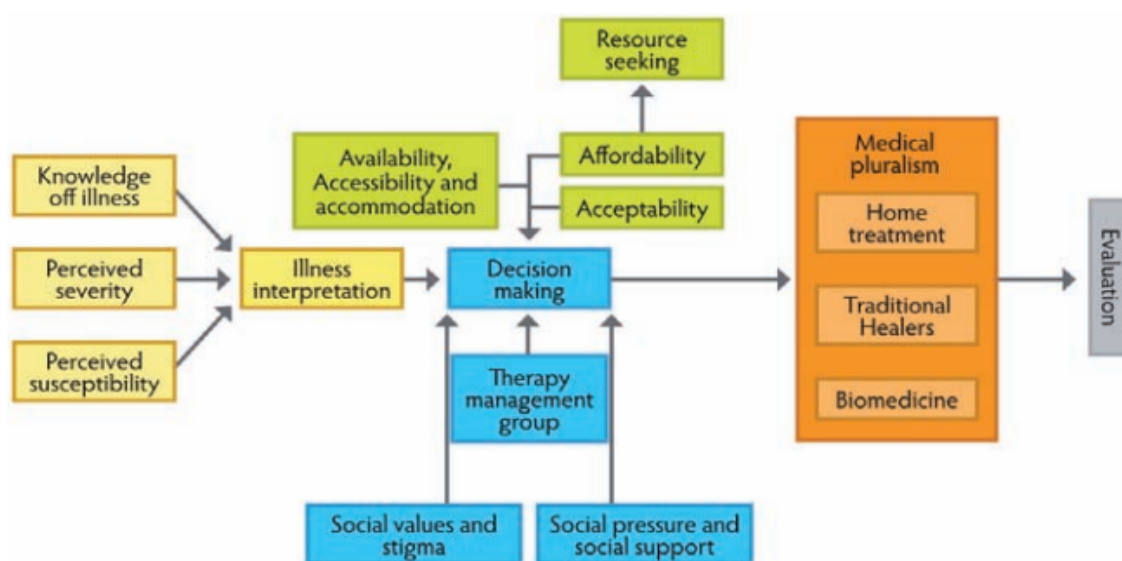 Resource
seeking
Availability,
Accessibility and
accommodation
Affordability
Acceptability
Knowledge
off illness
Perceived
severity
Perceived
susceptibility
Illness
interpretation
Decision
making
Therapy
management
group
Social values and
stigma
Social pressure and
social support
Medical
pluralism
Home
treatment
Traditional
Healers
Biomedicine
Evaluation